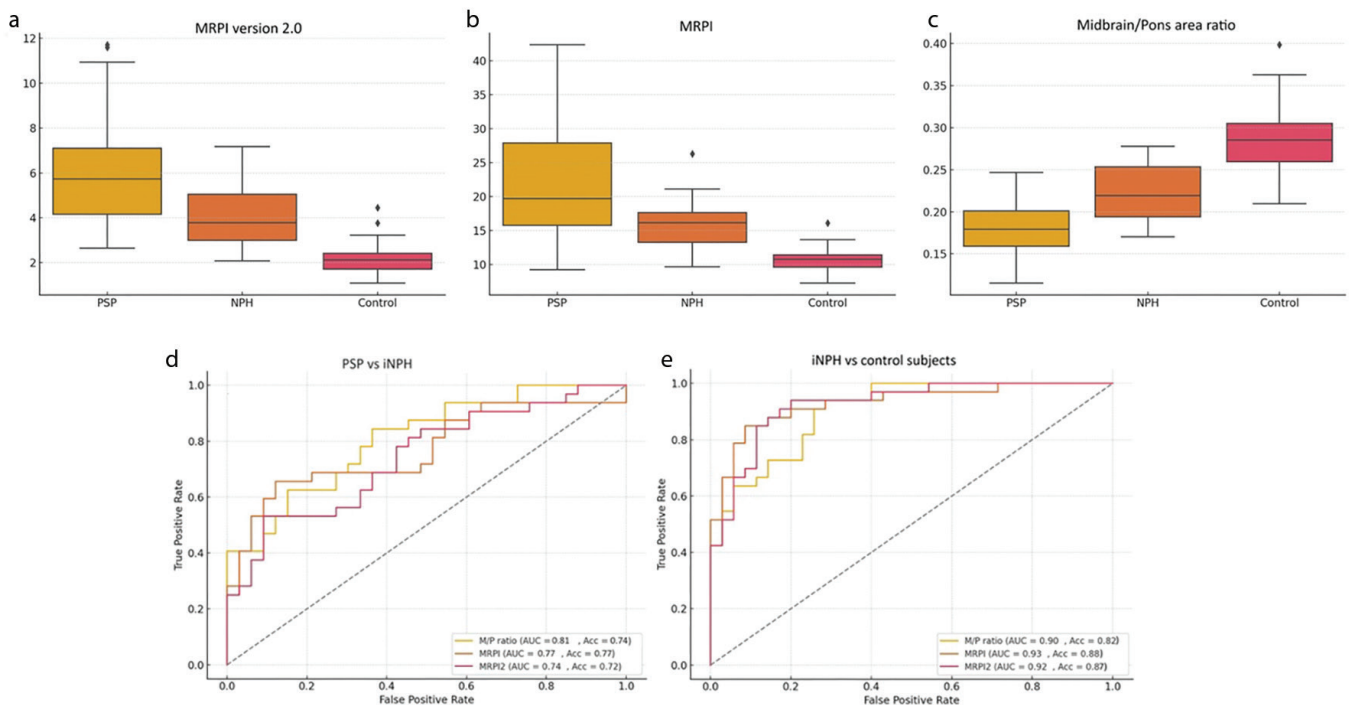 a
MRPI version 2.0
12
10
8
6
4
2
PSP
NPH
Control
b
MRPI
40
35
30
25
20
15
10
PSP
NPH
Control
c
Midbrain/Pons area ratio
0.40
0.35
0.30
0.25
0.20
0.15
PSP
NPH
Control
d
PSP vs iNPH
True Positive Rate
1.0
0.8
0.6
0.4
0.2
0.0
M/P ratio (AUC = 0.81 , Acc = 0.74)
MRPI (AUC = 0.77 , Acc = 0.77)
MRPI2 (AUC = 0.74 , Acc = 0.72)
0.0 0.2 0.4 0.6 0.8 1.0
False Positive Rate
e
iNPH vs control subjects
True Positive Rate
1.0
0.8
0.6
0.4
0.2
0.0
M/P ratio (AUC = 0.90 , Acc = 0.82)
MRPI (AUC = 0.93 , Acc = 0.88)
MRPI2 (AUC = 0.92 , Acc = 0.87)
0.0 0.2 0.4 0.6 0.8 1.0
False Positive Rate